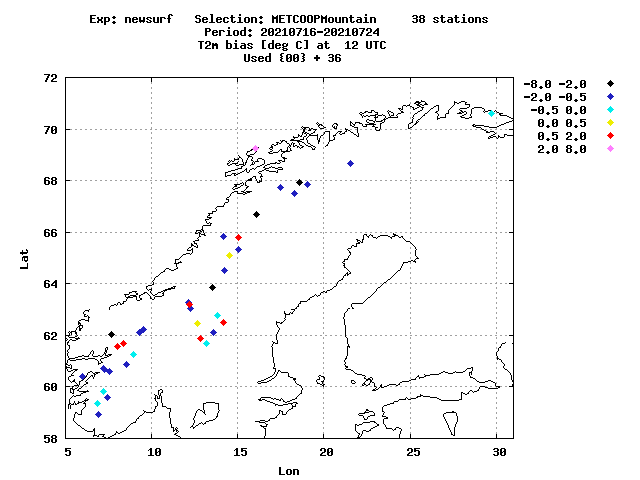 Exp: newsurf   Selection: METCOOPMountain     38 stations
Period: 20210716-20210724
T2m bias [deg C] at  12 UTC
Used {00} + 36
-8.0 -2.0
-2.0 -0.5
-0.5 0.0
0.0 0.5
0.5 2.0
2.0 8.0
72
70
68
66
64
62
60
58
Lat
5 10 15 20 25 30
Lon